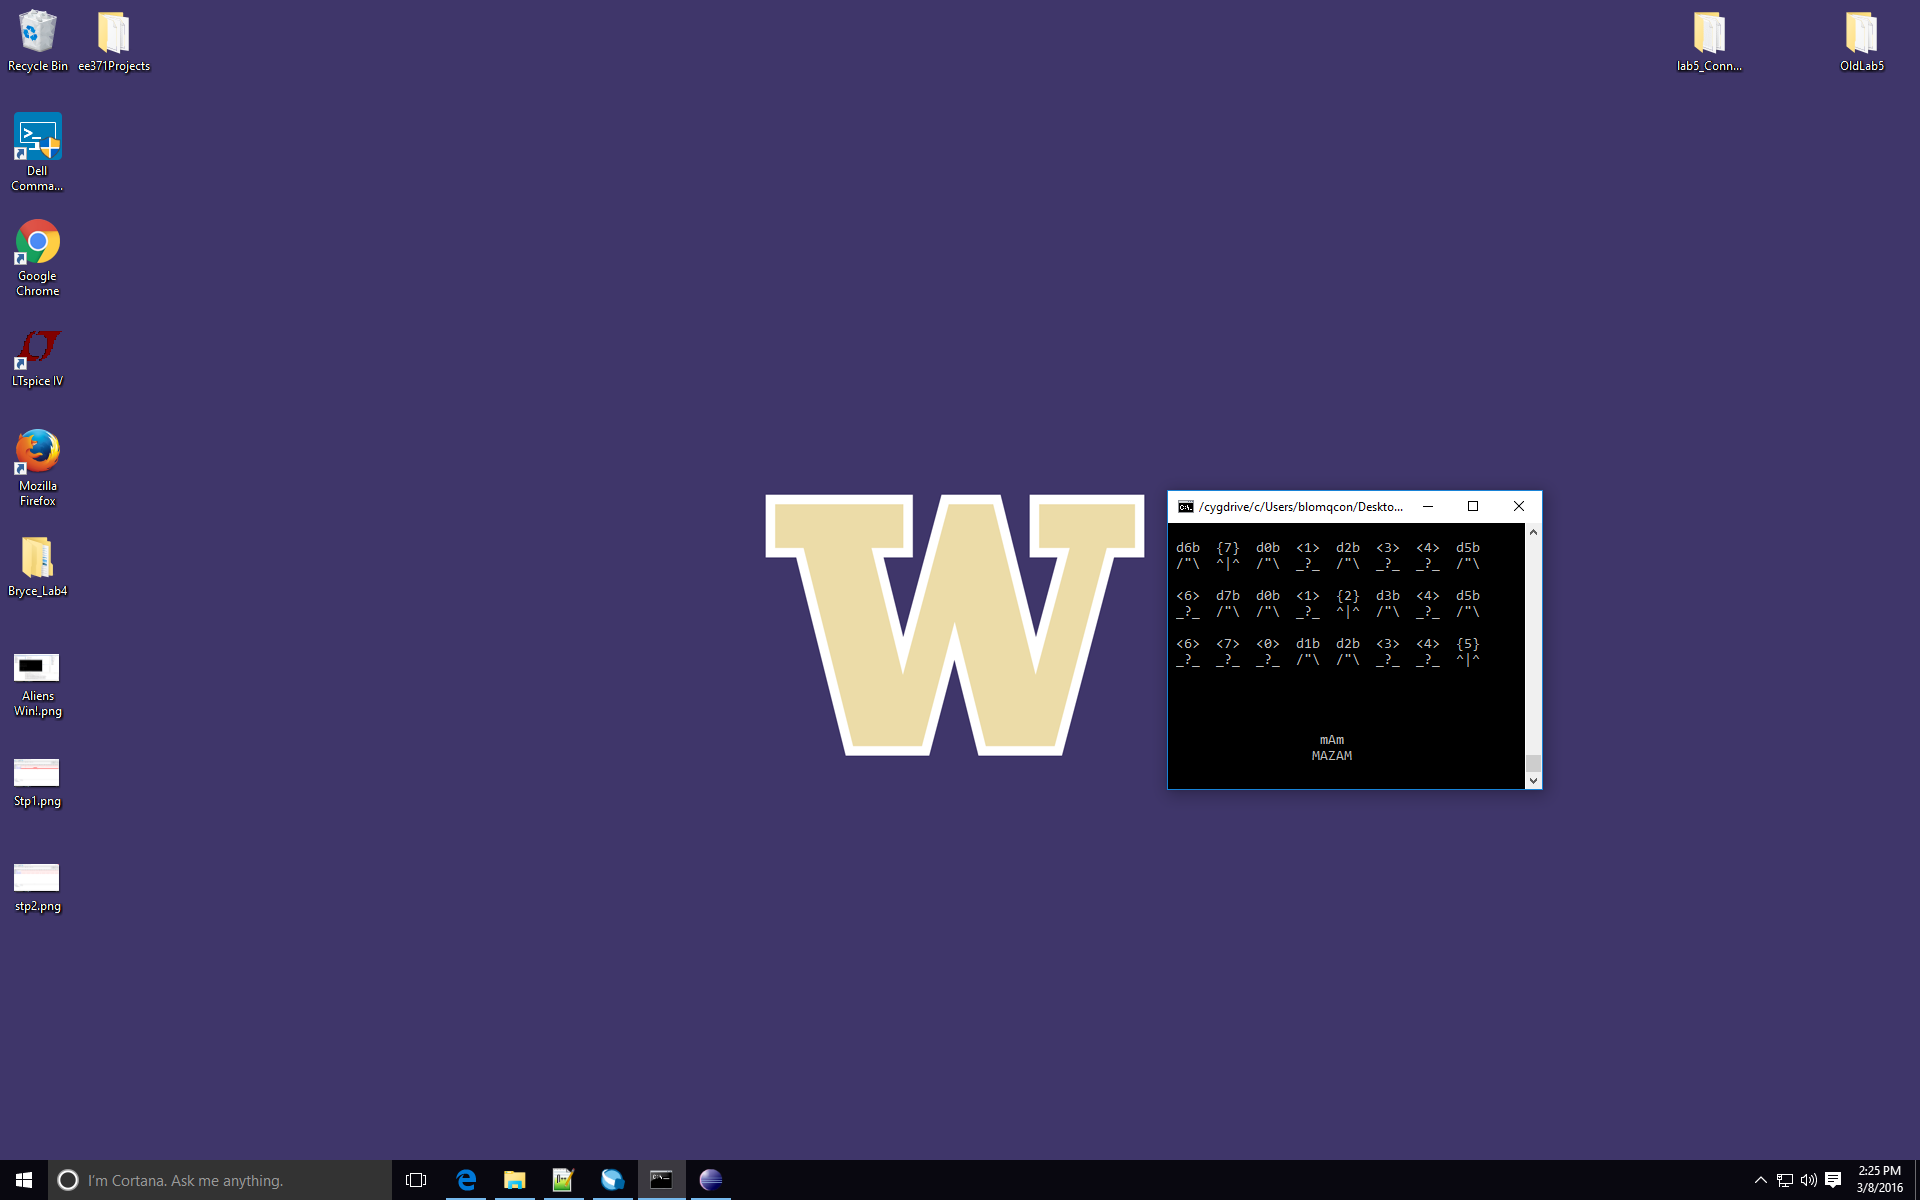 Recycle Bin
ee371Projects
lab5_Conn...
OldLab5
Dell
Comma...
Google
Chrome
LTspice IV
Mozilla
Firefox
Bryce_Lab4
Aliens
Win!.png
Stp1.png
stp2.png
W
/cygdrive/c/Users/blomqcon/Deskto...
d6b {7} d0b <1> d2b <3> <4> d5b
/"\ ^|^ /"\ _?_ /"\ _?_ _?_ /"\
<6> d7b d0b <1> {2} d3b <4> d5b
_?_ /"\ /"\ _?_ ^|^ /"\ _?_ /"\
<6> <7> <0> d1b d2b <3> <4> {5}
_?_ _?_ _?_ /"\ /"\ _?_ _?_ ^|^
mAm
MAZAM
I'm Cortana. Ask me anything.
2:25 PM
3/8/2016